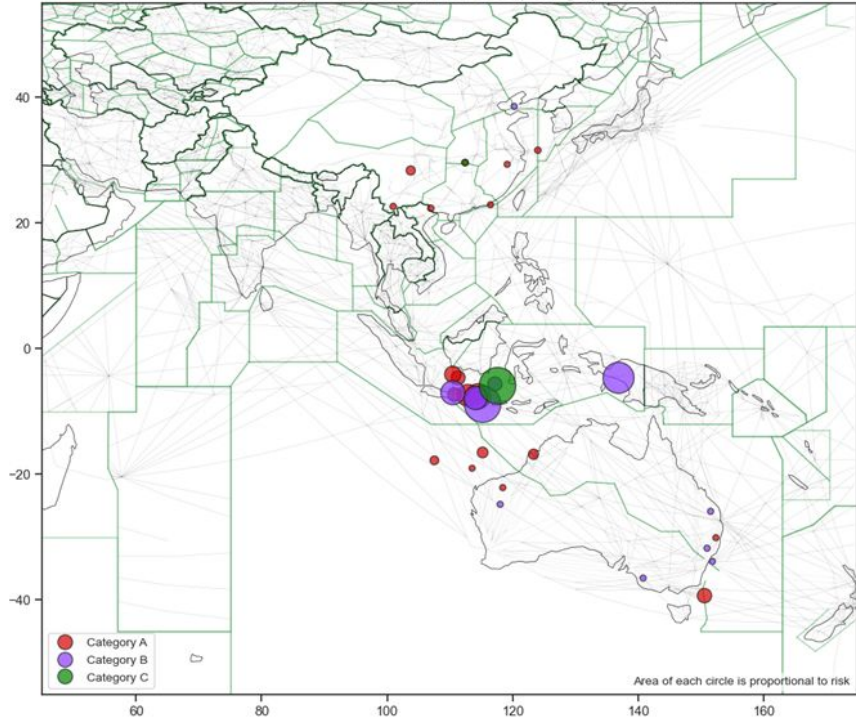 40
20
0
−20
−40
Category A
Category B
Category C
Area of each circle is proportional to risk
60
80
100
120
140
160